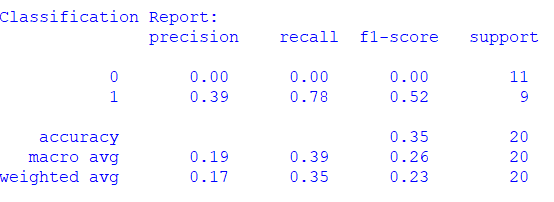 Classification Report:
precision recall f1-score support
0 0.00 0.00 0.00 11
1 0.39 0.78 0.52 9
accuracy 0.35 20
macro avg 0.19 0.39 0.26 20
weighted avg 0.17 0.35 0.23 20